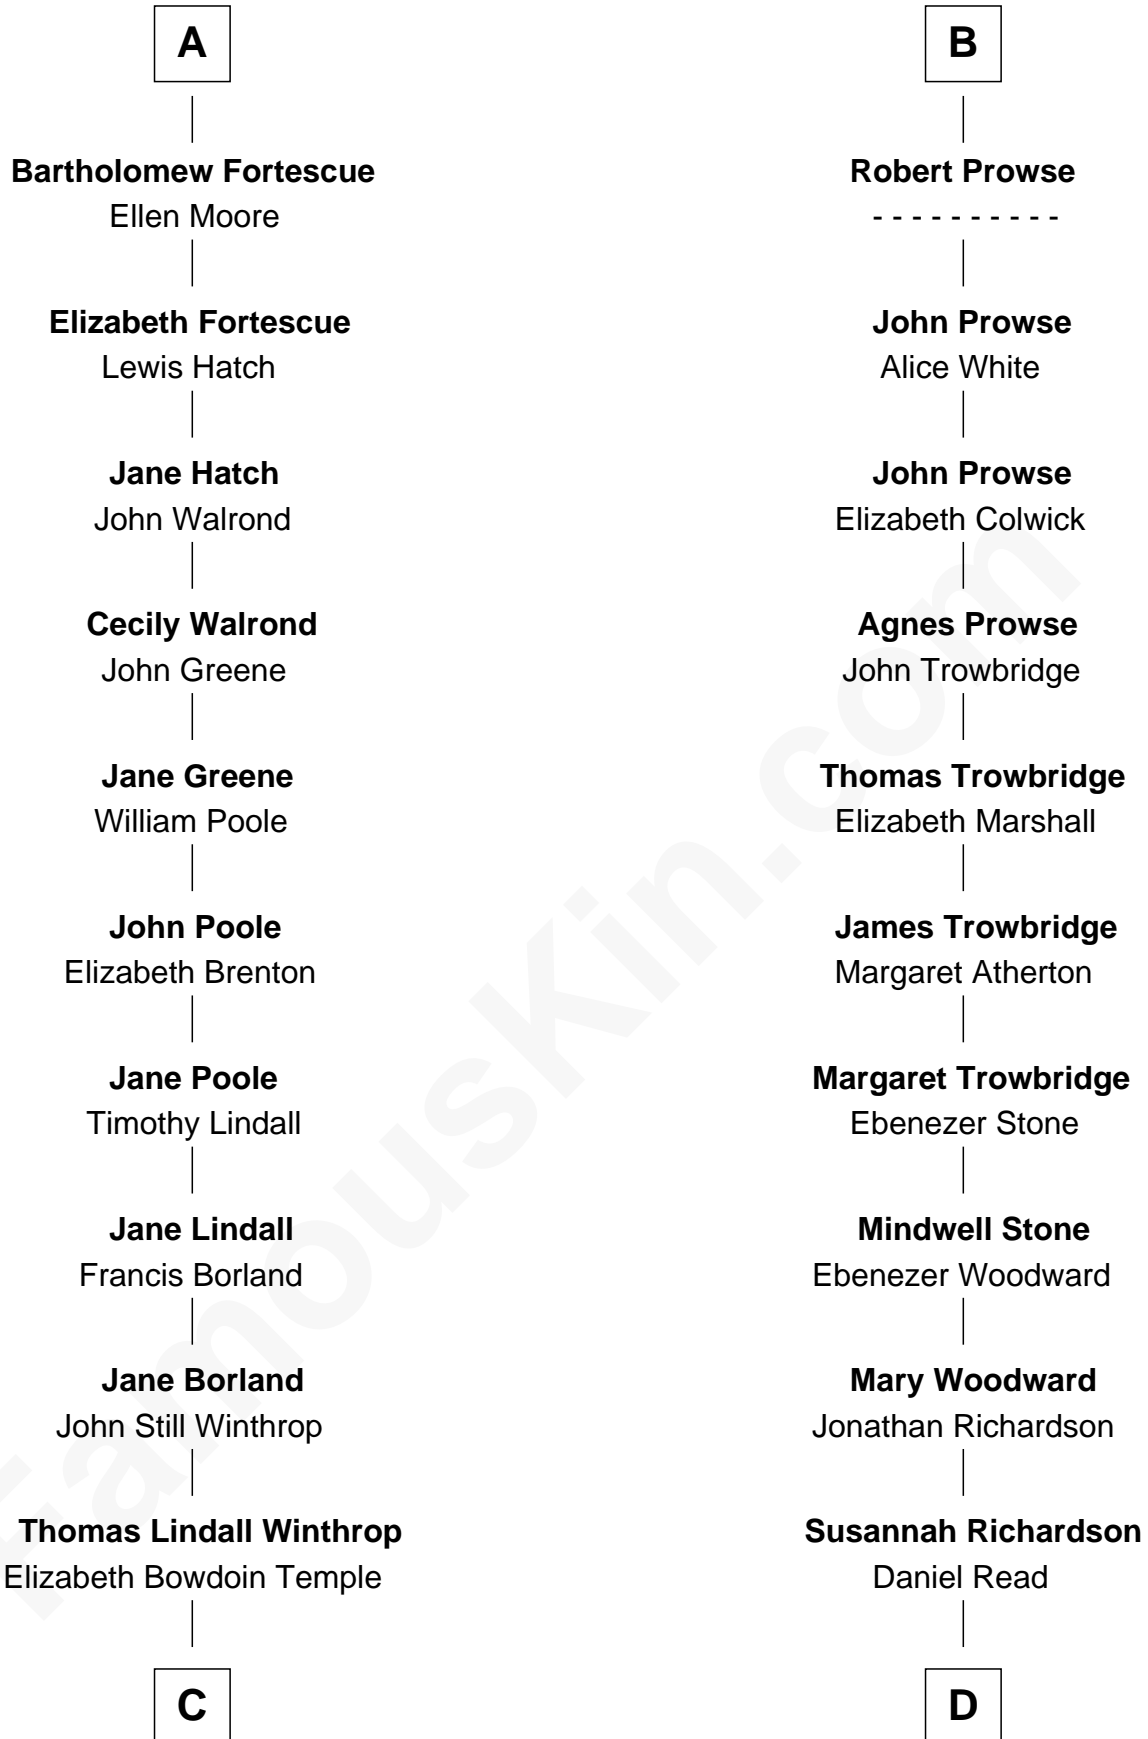 A
Bartholomew Fortescue
Ellen Moore
Elizabeth Fortescue
Lewis Hatch
Jane Hatch
John Walrond
Cecily Walrond
John Greene
Jane Greene
William Poole
John Poole
Elizabeth Brenton
Jane Poole
Timothy Lindall
Jane Lindall
Francis Borland
Jane Borland
John Still Winthrop
Thomas Lindall Winthrop
Elizabeth Bowdoin Temple
C
B
Robert Prowse
- - - - - - - - - -
John Prowse
Alice White
John Prowse
Elizabeth Colwick
Agnes Prowse
John Trowbridge
Thomas Trowbridge
Elizabeth Marshall
James Trowbridge
Margaret Atherton
Margaret Trowbridge
Ebenezer Stone
Mindwell Stone
Ebenezer Woodward
Mary Woodward
Jonathan Richardson
Susannah Richardson
Daniel Read
D
FamousKin.com